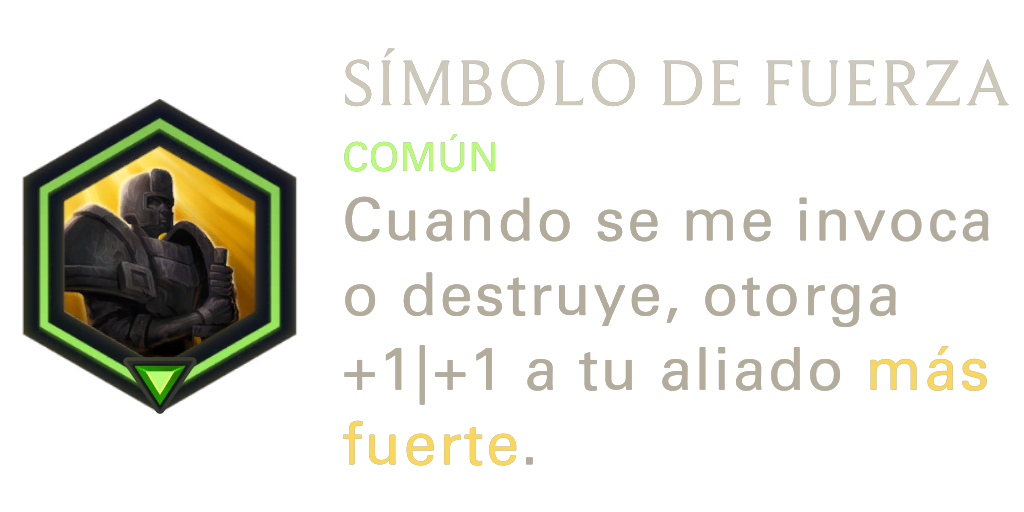 SÍMBOLO DE FUERZA
COMÚN
Cuando se me invoca
o destruye, otorga
+1|+1 a tu aliado más
fuerte.